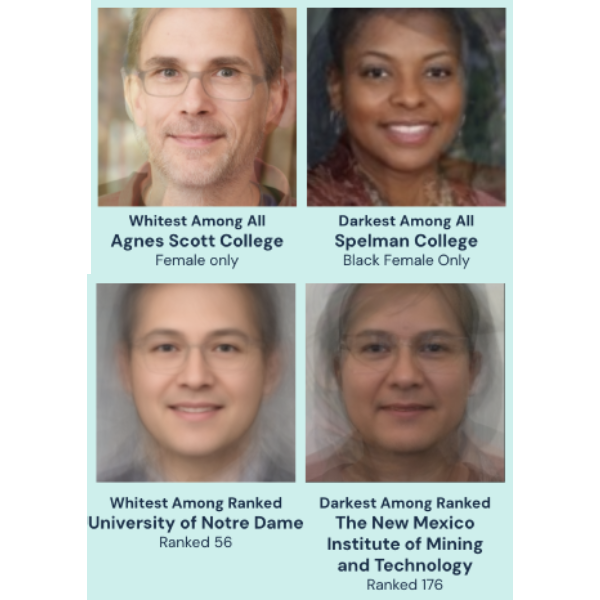 Whitest Among All
Agnes Scott College
Female only
Darkest Among All
Spelman College
Black Female Only
Whitest Among Ranked
University of Notre Dame
Ranked 56
Darkest Among Ranked
The New Mexico
Institute of Mining
and Technology
Ranked 176